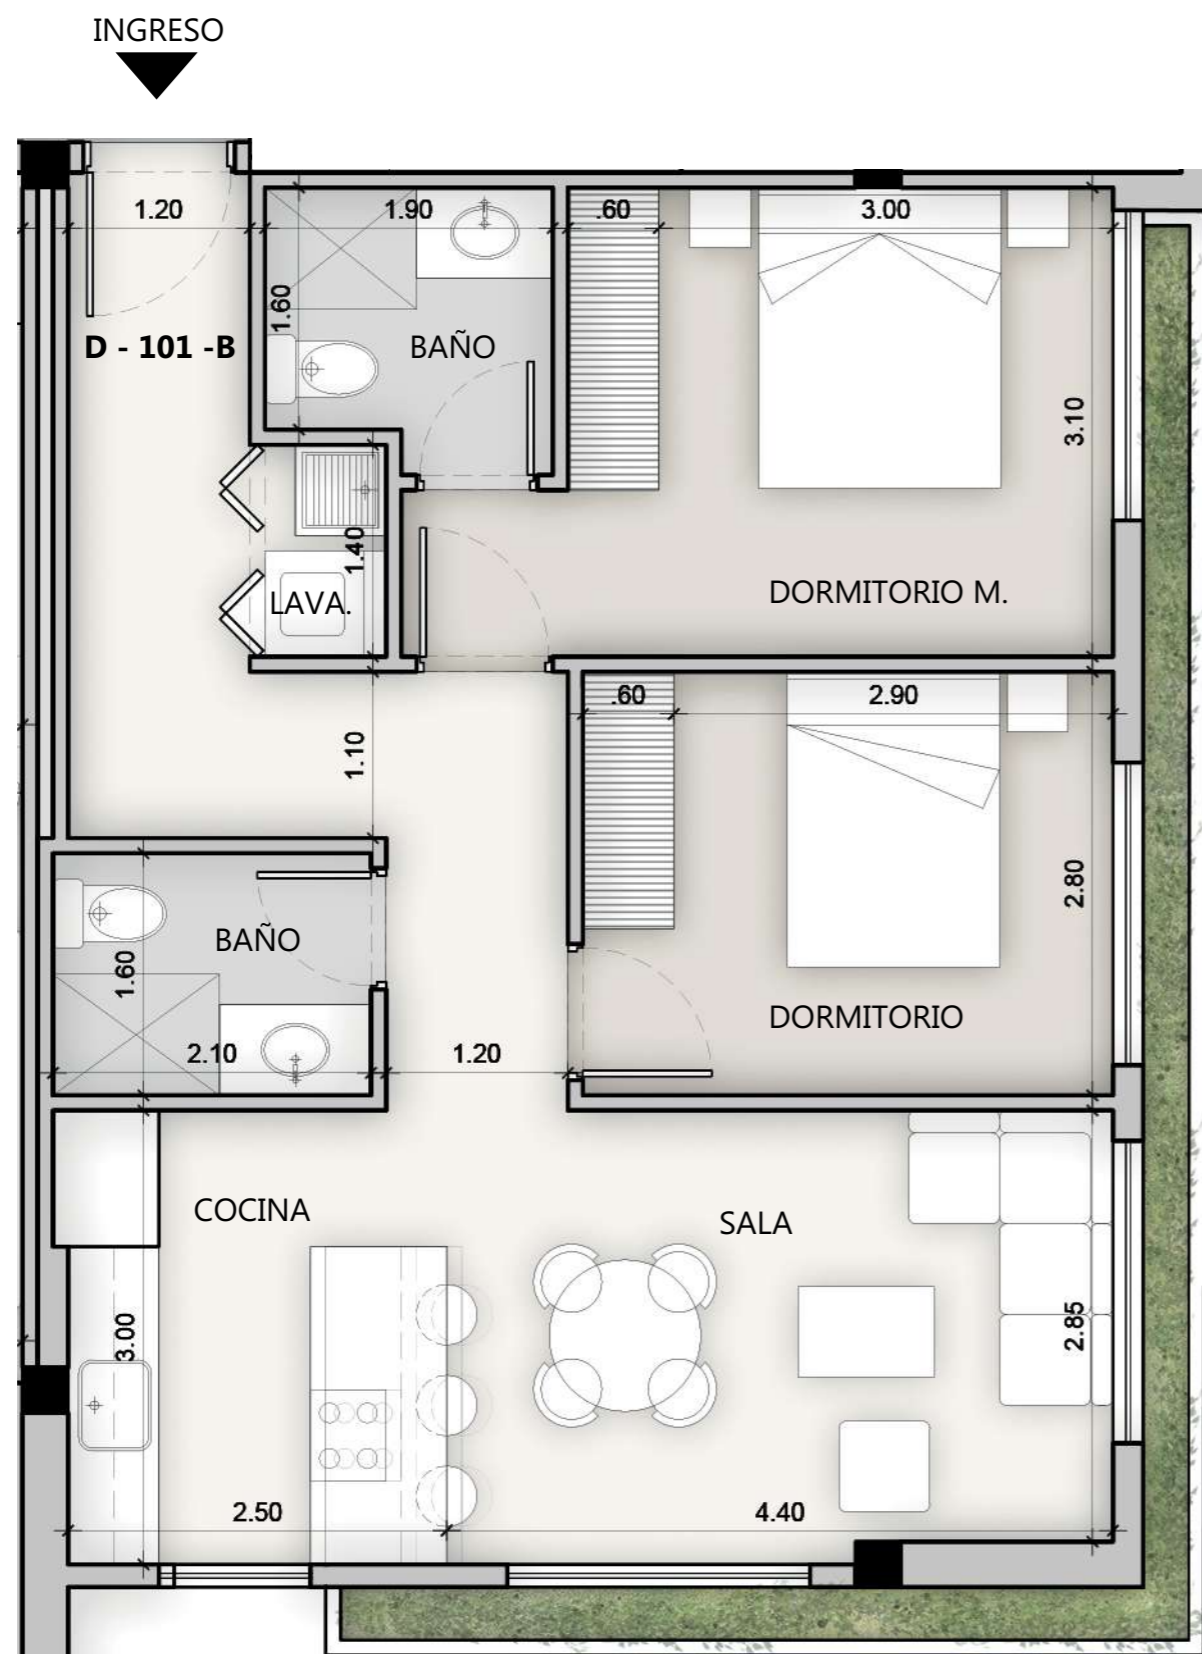 INGRESO
1.20
1.90
.60
3.00
1.60
D - 101 -B
BAÑO
3.10
1.40
LAVA.
DORMITORIO M.
.60
2.90
1.10
2.80
BAÑO
1.60
DORMITORIO
2.10
1.20
COCINA
SALA
3.00
2.85
2.50
4.40